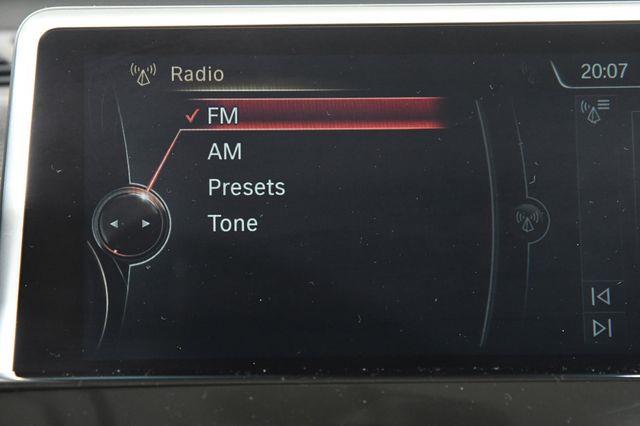 Radio
20:07
FM
AM
Presets
Tone